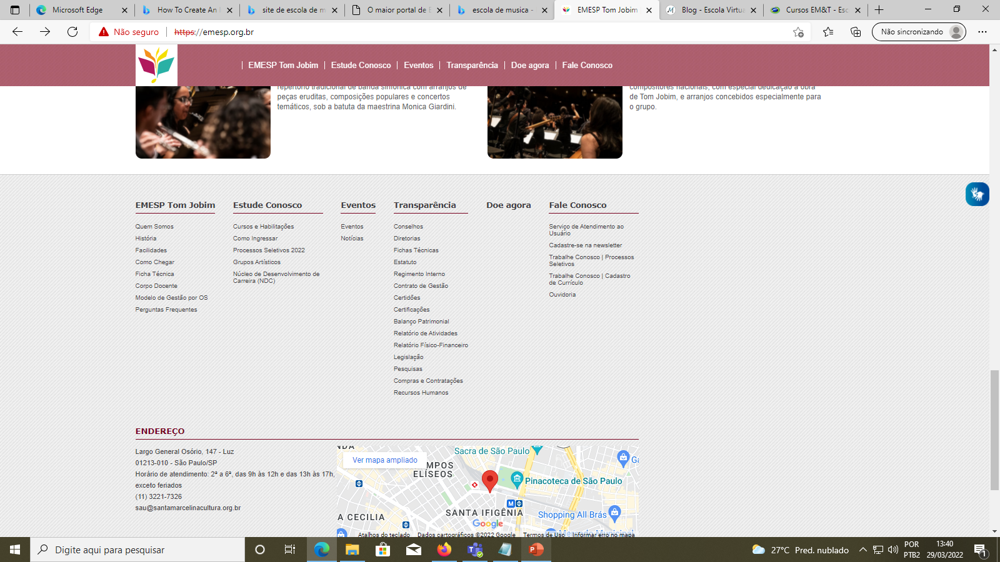 Microsoft Edge
How To Create An
site de escola de m
O maior portal de E
escola de musica -
EMESP Tom Jobim
Blog - Escola Virtua
Cursos EM&T - Esc
Não seguro
https://emesp.org.br
Não sincronizando
EMESP Tom Jobim
Estude Conosco
Eventos
Transparência
Doe agora
Fale Conosco
repertório tradicional de banda sinfônica com arranjos de
peças eruditas, composições populares e concertos
temáticos, sob a batuta da maestrina Monica Giardini.
compositores nacionais, com especial dedicação à obra
de Tom Jobim, e arranjos concebidos especialmente para
o grupo.
EMESP Tom Jobim
Quem Somos
História
Facilidades
Como Chegar
Ficha Técnica
Corpo Docente
Modelo de Gestão por OS
Perguntas Frequentes
Estude Conosco
Cursos e Habilitações
Como Ingressar
Processos Seletivos 2022
Grupos Artísticos
Núcleo de Desenvolvimento de
Carreira (NDC)
Eventos
Eventos
Notícias
Transparência
Conselhos
Diretorias
Fichas Técnicas
Estatuto
Regimento Interno
Contrato de Gestão
Certidões
Certificações
Balanço Patrimonial
Relatório de Atividades
Relatório Físico-Financeiro
Legislação
Pesquisas
Compras e Contratações
Recursos Humanos
Doe agora
Fale Conosco
Serviço de Atendimento ao
Usuário
Cadastre-se na newsletter
Trabalhe Conosco | Processos
Seletivos
Trabalhe Conosco | Cadastro
de Currículo
Ouvidoria
ENDEREÇO
Largo General Osório, 147 - Luz
01213-010 - São Paulo/SP
Horário de atendimento: 2ª a 6ª, das 9h às 12h e das 13h às 17h,
exceto feriados
(11) 3221-7326
sau@santamarcelinacultura.org.br
NDA
Sacra de São Paulo
Ver mapa ampliado
MPOS
ELÍSEOS
Ga
Pinacoteca de São Paulo
M
SANTA IFIGÊNIA
Shopping All Brás
A CECILIA
Google
Mercado Municipal
Atalhos do teclado
Dados cartográficos ©2022 Google
Termos de Uso
Informar erro no mapa
Digite aqui para pesquisar
27°C Pred. nublado
POR
PTB2
13:40
29/03/2022
1